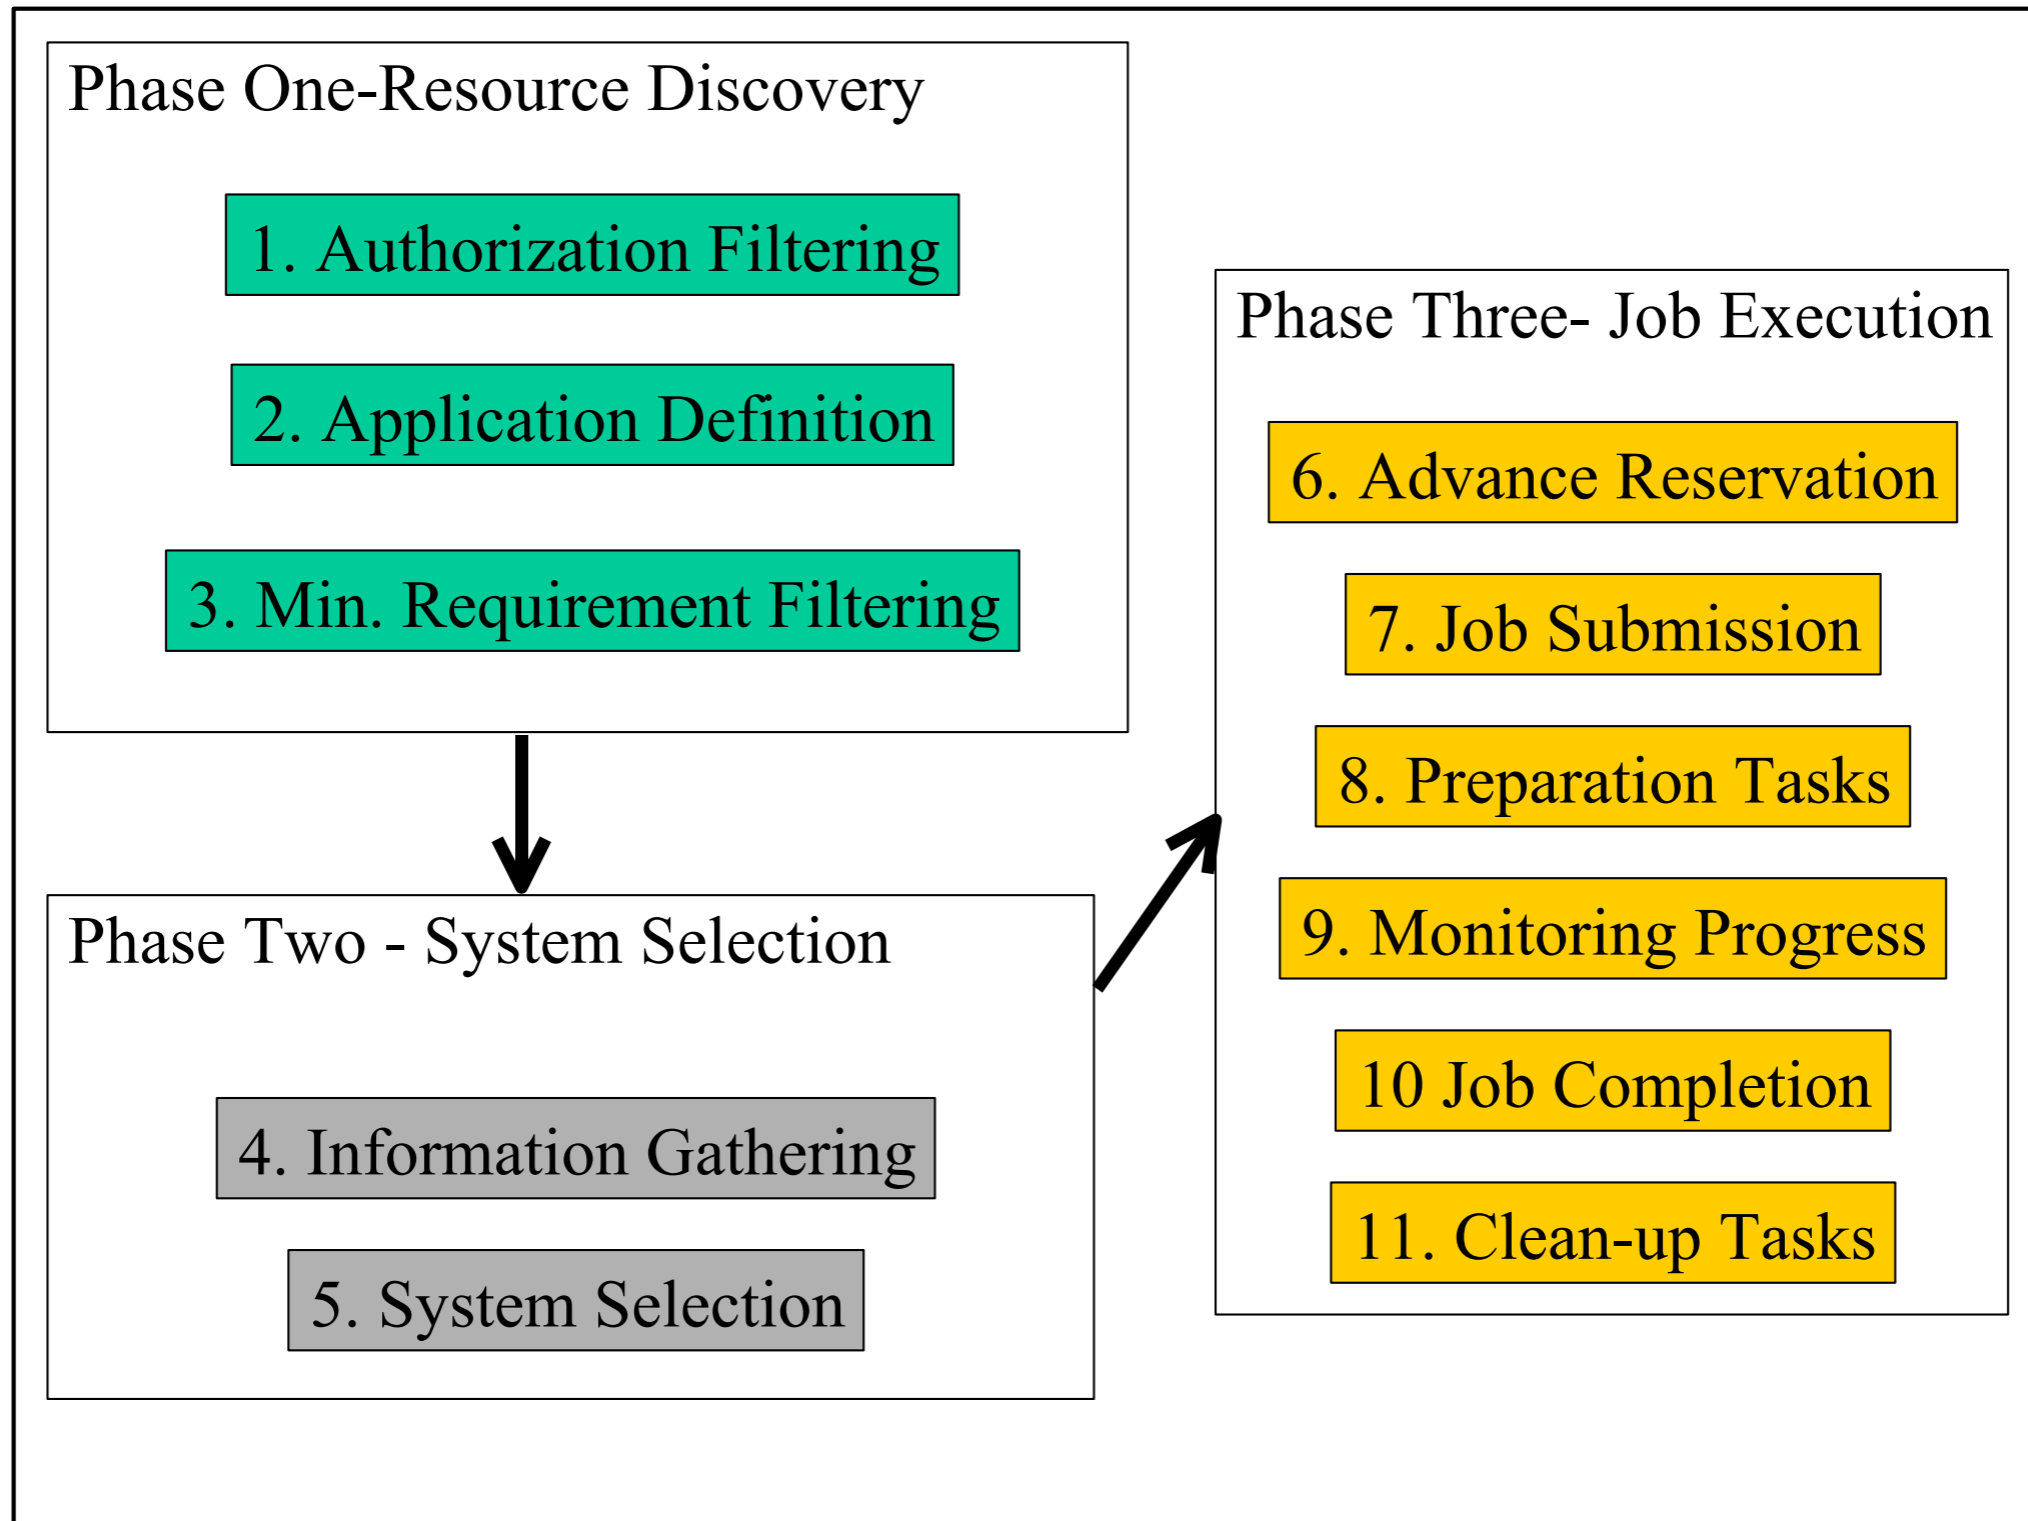 Phase One-Resource Discovery
1. Authorization Filtering
2. Application Definition
3. Min. Requirement Filtering
Phase Two - System Selection
4. Information Gathering
5. System Selection
Phase Three- Job Execution
6. Advance Reservation
7. Job Submission
8. Preparation Tasks
9. Monitoring Progress
10 Job Completion
11. Clean-up Tasks